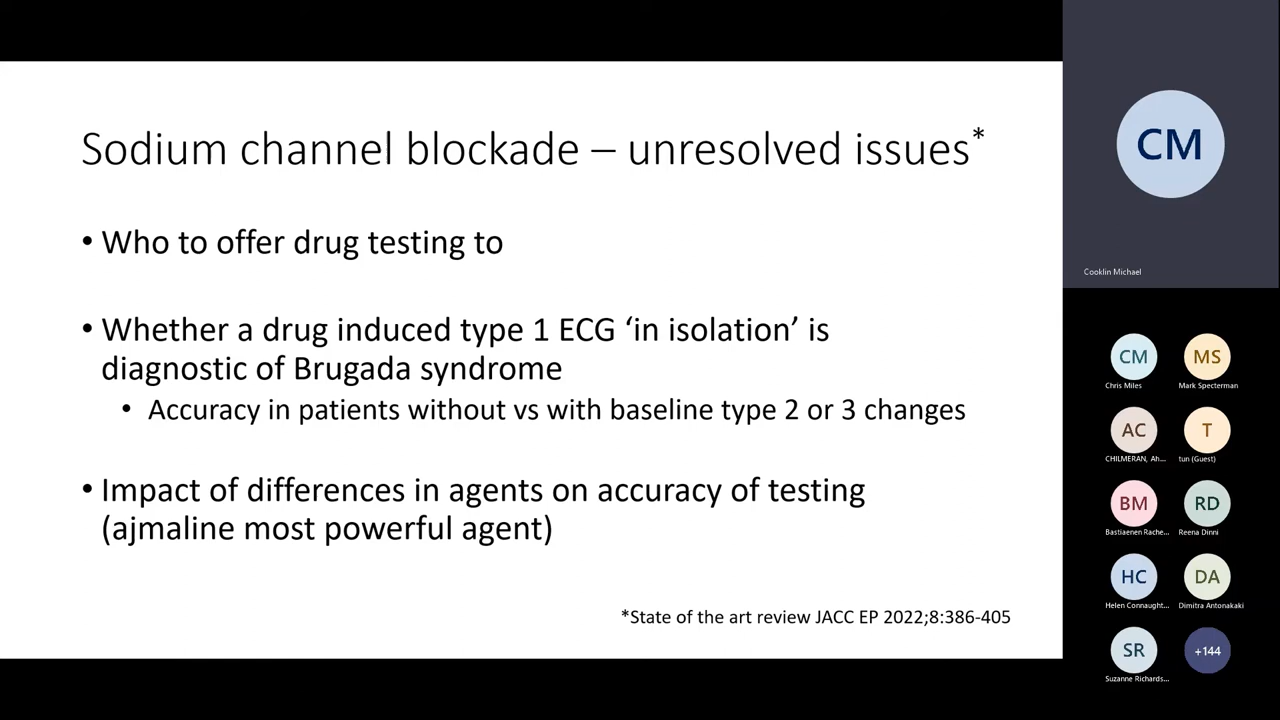 Sodium channel blockade – unresolved issues*
• Who to offer drug testing to
• Whether a drug induced type 1 ECG ‘in isolation’ is
diagnostic of Brugada syndrome
• Accuracy in patients without vs with baseline type 2 or 3 changes
• Impact of differences in agents on accuracy of testing
(ajmaline most powerful agent)
*State of the art review JACC EP 2022;8:386-405
CM
Cooklin Michael
CM
Chris Miles
MS
Mark Specterman
AC
CHILMERAN, Ah...
T
tun (Guest)
BM
Bastiaenen Rache...
RD
Reena Dinni
HC
Helen Connaught...
DA
Dimitra Antonakaki
SR
Suzanne Richards...
+144